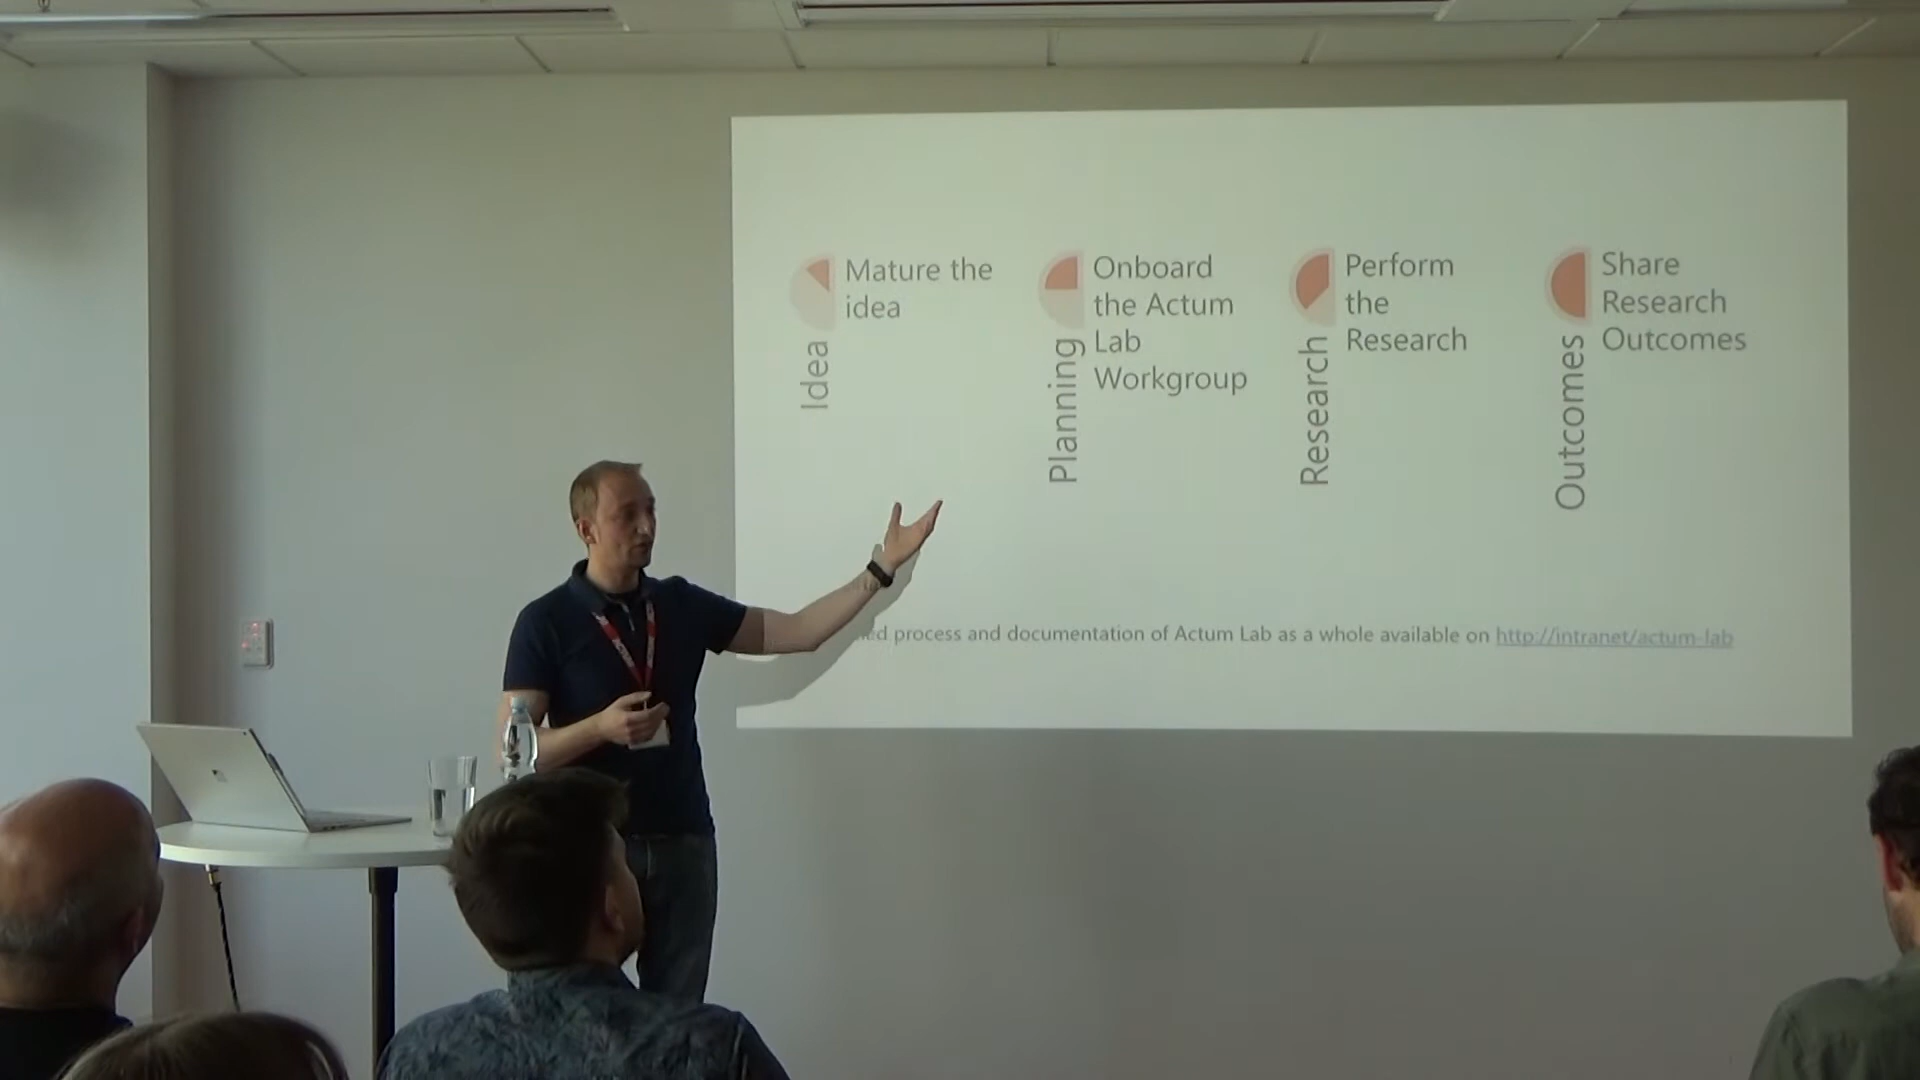 Idea
Mature the
idea
Planning
Onboard
the Actum
Lab
Workgroup
Research
Perform
the
Research
Outcomes
Share
Research
Outcomes
process and documentation of Actum Lab as a whole available on http://intranet/actum-lab